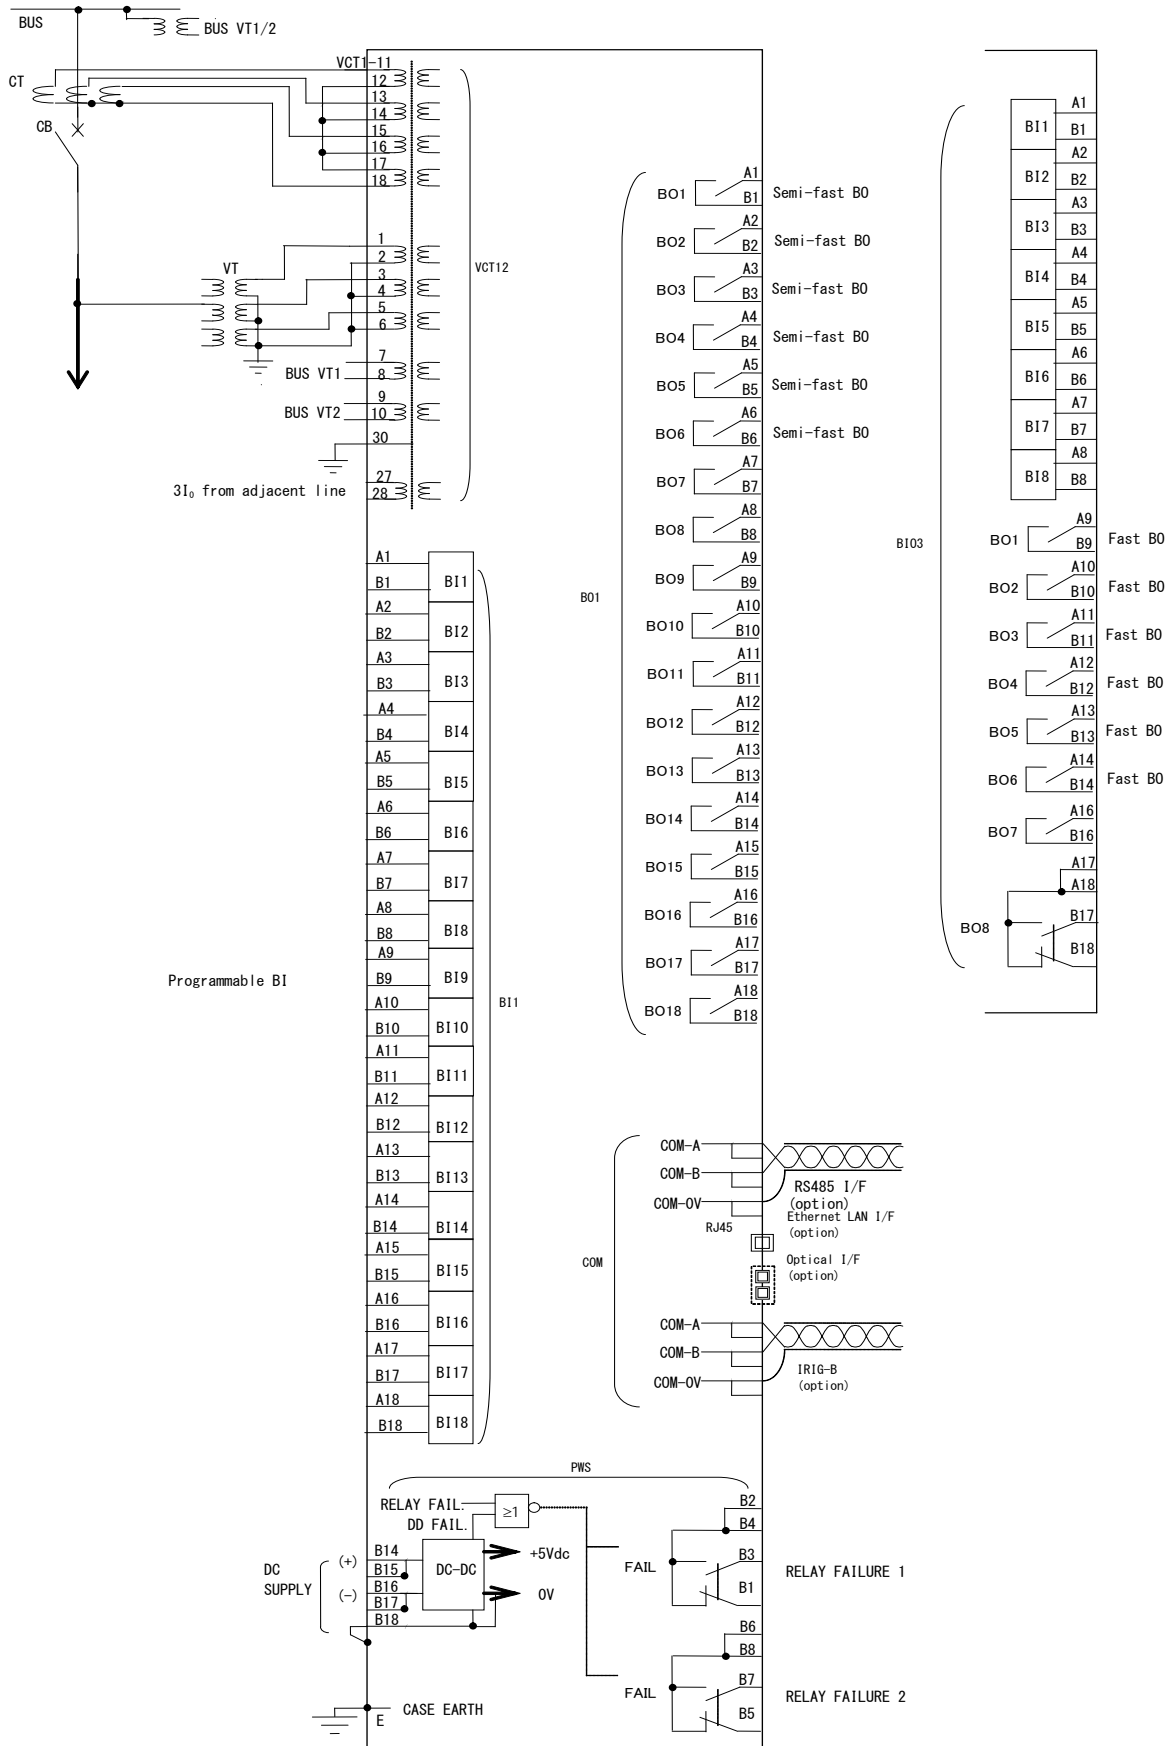 BUS
BUS VT1/2
CT
CB
VCT1-11
12
13
14
15
16
17
18
VT
1
2
3
4
5
6
7
BUS VT1
8
9
BUS VT2
10
30
27
3I₀ from adjacent line
28
VCT12
Programmable BI
A1
B1
BI1
A2
B2
BI2
A3
B3
BI3
A4
B4
BI4
A5
B5
BI5
A6
B6
BI6
A7
B7
BI7
A8
B8
BI8
A9
B9
BI9
A10
B10
BI10
A11
B11
BI11
A12
B12
BI12
A13
B13
BI13
A14
B14
BI14
A15
B15
BI15
A16
B16
BI16
A17
B17
BI17
A18
B18
BI18
BI1
BO1
BO1
A1
B1
Semi-fast BO
BO2
A2
B2
Semi-fast BO
BO3
A3
B3
Semi-fast BO
BO4
A4
B4
Semi-fast BO
BO5
A5
B5
Semi-fast BO
BO6
A6
B6
Semi-fast BO
BO7
A7
B7
BO8
A8
B8
BO9
A9
B9
BO10
A10
B10
BO11
A11
B11
BO12
A12
B12
BO13
A13
B13
BO14
A14
B14
BO15
A15
B15
BO16
A16
B16
BO17
A17
B17
BO18
A18
B18
BIO3
BI1
A1
B1
BI2
A2
B2
BI3
A3
B3
BI4
A4
B4
BI5
A5
B5
BI6
A6
B6
BI7
A7
B7
BI8
A8
B8
BO1
A9
B9
Fast BO
BO2
A10
B10
Fast BO
BO3
A11
B11
Fast BO
BO4
A12
B12
Fast BO
BO5
A13
B13
Fast BO
BO6
A14
B14
Fast BO
BO7
A16
B16
A17
A18
BO8
B17
B18
COM
COM-A
COM-B
COM-0V
RS485 I/F
(option)
RJ45
Ethernet LAN I/F
(option)
Optical I/F
(option)
COM-A
COM-B
COM-0V
IRIG-B
(option)
PWS
RELAY FAIL.
DD FAIL.
≥1
DC
SUPPLY
(+)
(-)
B14
B15
B16
B17
B18
DC-DC
+5Vdc
0V
FAIL
B2
B4
B3
B1
RELAY FAILURE 1
FAIL
B6
B8
B7
B5
RELAY FAILURE 2
CASE EARTH
E